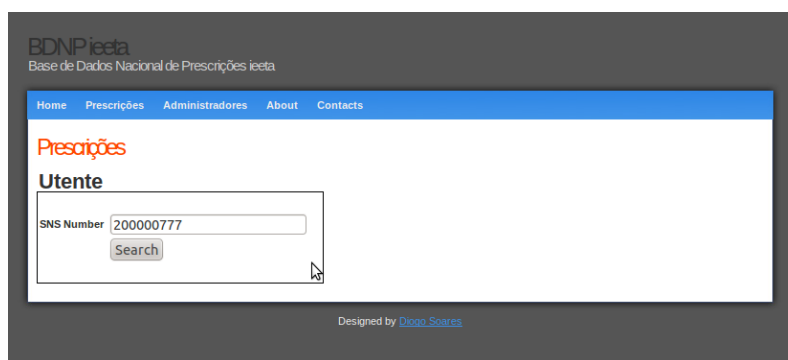 BDNP ieeta
Base de Dados Nacional de Prescrições ieeta
Home Prescrições Administradores About Contacts
Prescrições
Utente
SNS Number 200000777
Search
Designed by Diogo Soares